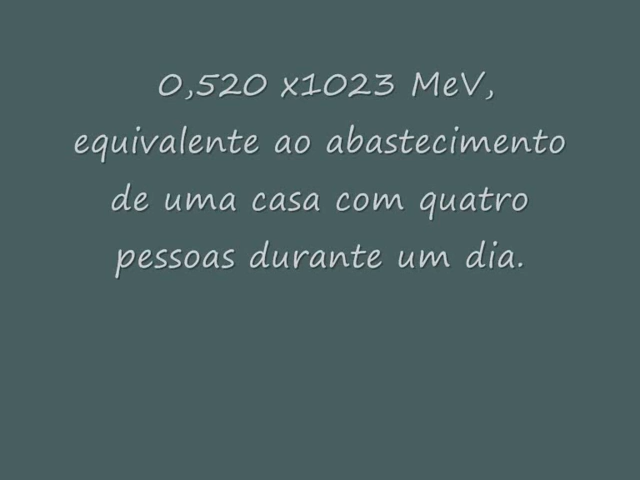 0,520 x1023 MeV,
equivalente ao abastecimento
de uma casa com quatro
pessoas durante um dia.